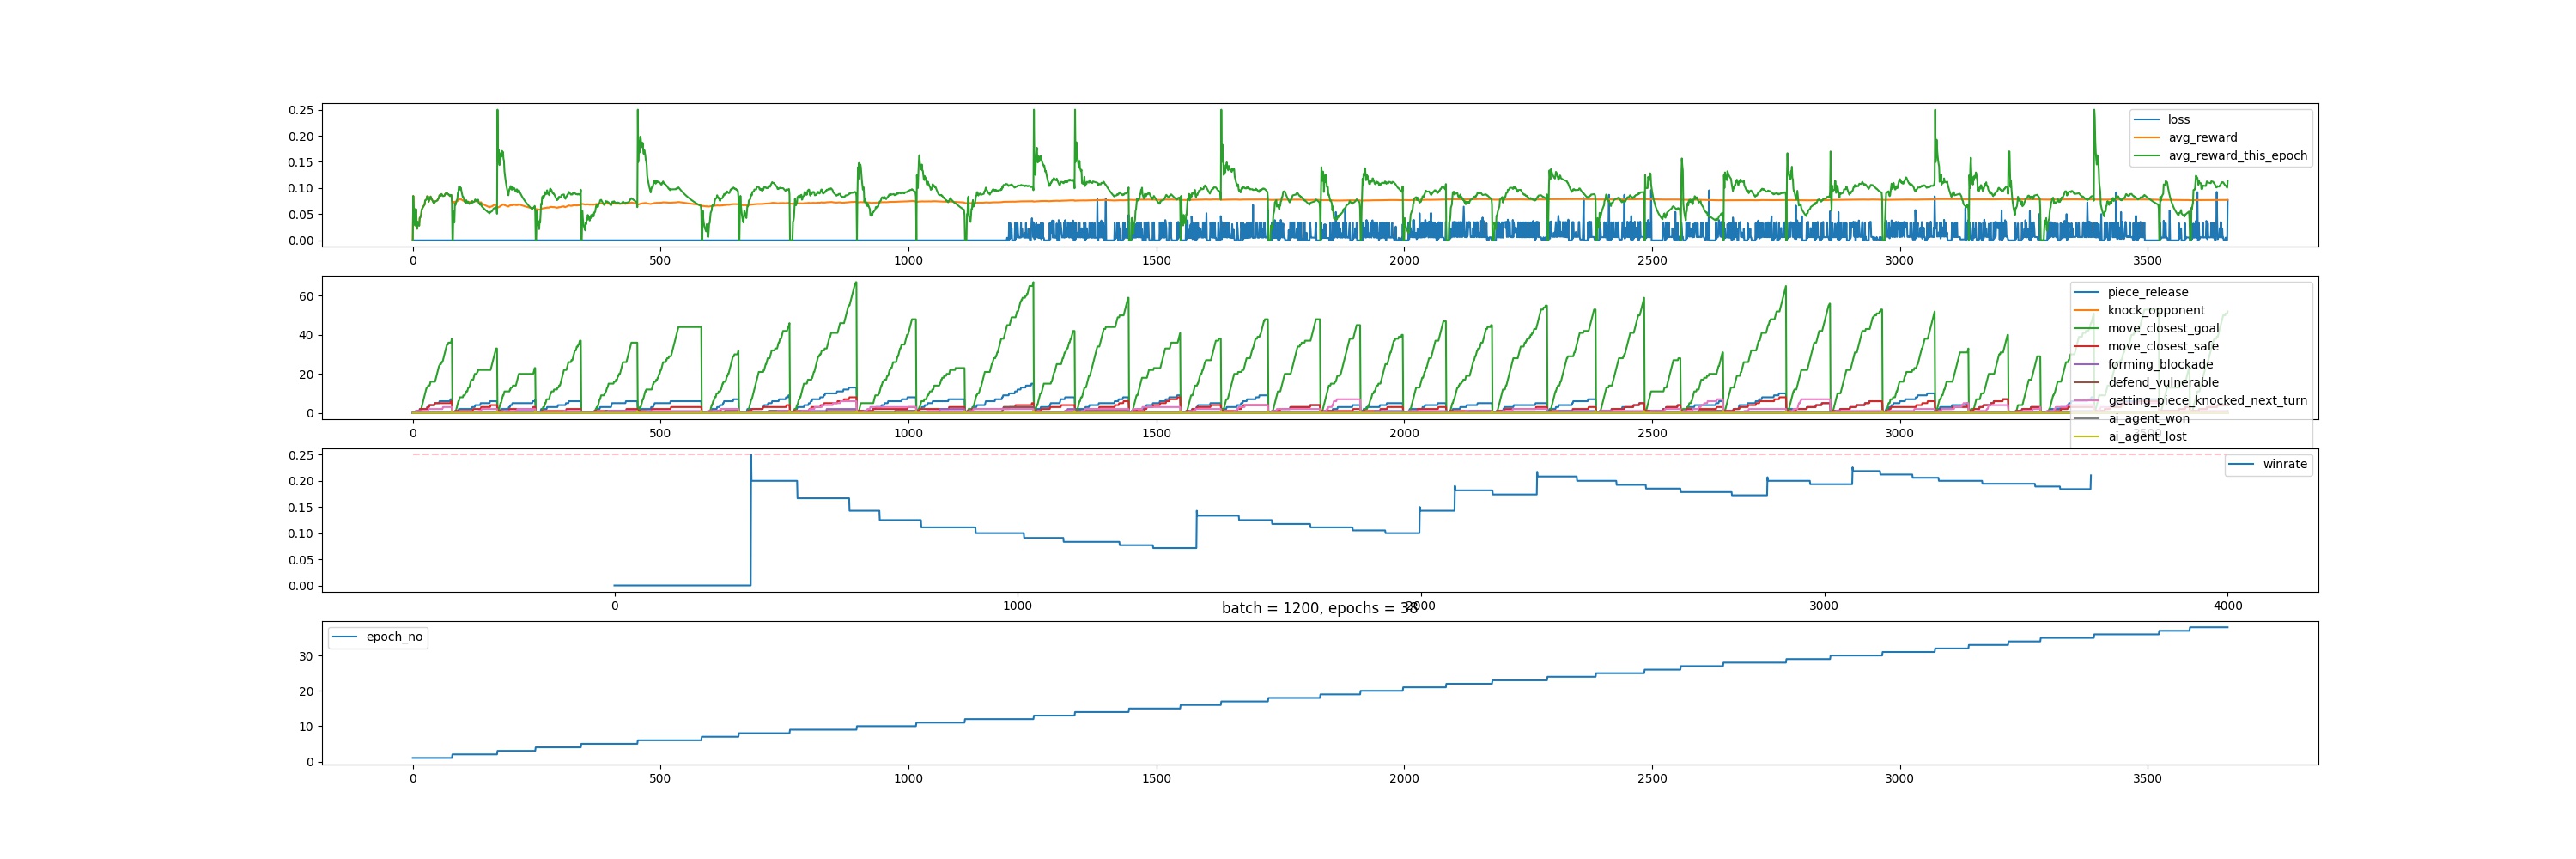 0.25
0.20
0.15
0.10
0.05
0.00
loss
avg_reward
avg_reward_this_epoch
0 500 1000 1500 2000 2500 3000 3500
60
40
20
0
piece_release
knock_opponent
move_closest_goal
move_closest_safe
forming_blockade
defend_vulnerable
getting_piece_knocked_next_turn
ai_agent_won
ai_agent_lost
0 500 1000 1500 2000 2500 3000 3500
0.25
0.20
0.15
0.10
0.05
0.00
winrate
0 1000 2000 3000 4000
batch = 1200, epochs = 38
epoch_no
30
20
10
0
0 500 1000 1500 2000 2500 3000 3500